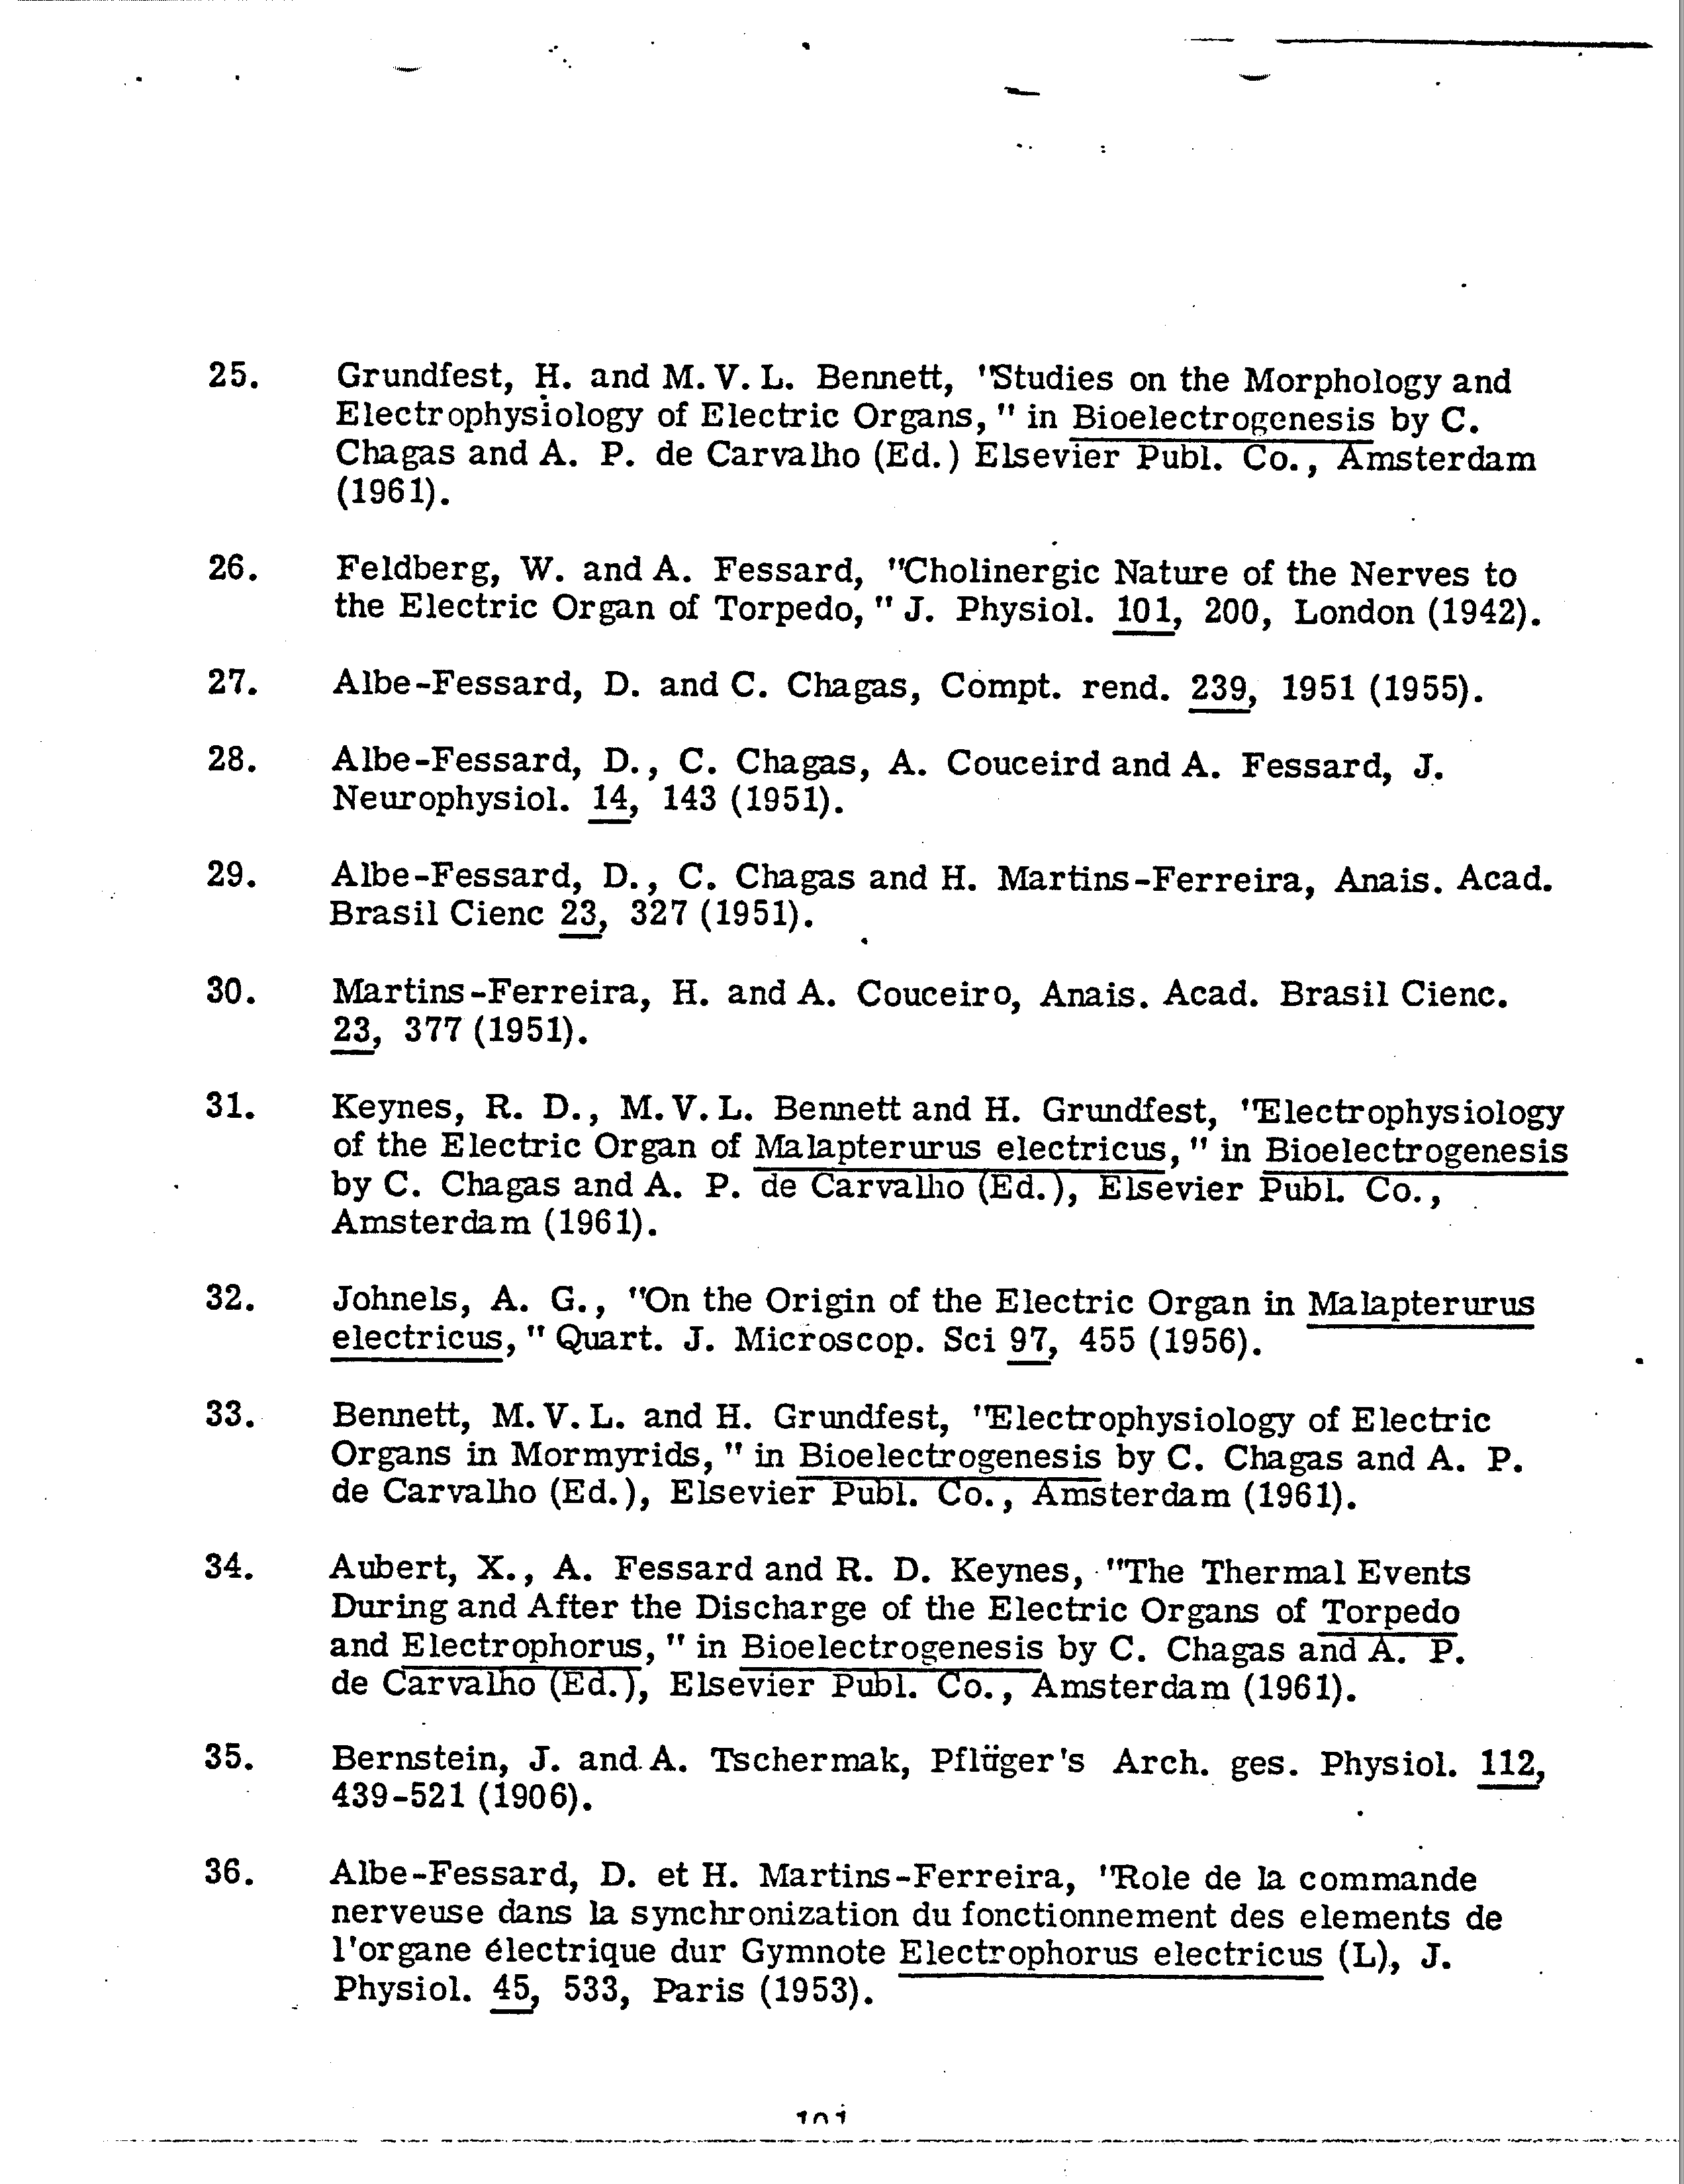 25. Grundfest, H. and M. V. L. Bennett, "Studies on the Morphology and
Electrophysiology of Electric Organs, " in Bioelectrogenesis by C.
Chagas and A. P. de Carvalho (Ed.) Elsevier Publ. Co., Amsterdam
(1961).
26. Feldberg, W. and A. Fessard, "Cholinergic Nature of the Nerves to
the Electric Organ of Torpedo, " J. Physiol. 101, 200, London (1942).
27. Albe-Fessard, D. and C. Chagas, Compt. rend. 239, 1951 (1955).
28. Albe-Fessard, D., C. Chagas, A. Couceird and A. Fessard, J.
Neurophysiol. 14, 143 (1951).
29. Albe-Fessard, D., C. Chagas and H. Martins-Ferreira, Anais. Acad.
Brasil Cienc 23, 327 (1951).
30. Martins-Ferreira, H. and A. Couceiro, Anais. Acad. Brasil Cienc.
23, 377 (1951).
31. Keynes, R. D., M. V. L. Bennett and H. Grundfest, "Electrophysiology
of the Electric Organ of Malapterurus electricus, " in Bioelectrogenesis
by C. Chagas and A. P. de Carvalho (Ed.), Elsevier Publ. Co.,
Amsterdam (1961).
32. Johnels, A. G., "On the Origin of the Electric Organ in Malapterurus
electricus, " Quart. J. Microscop. Sci 97, 455 (1956).
33. Bennett, M. V. L. and H. Grundfest, "Electrophysiology of Electric
Organs in Mormyrids, " in Bioelectrogenesis by C. Chagas and A. P.
de Carvalho (Ed.), Elsevier Publ. Co., Amsterdam (1961).
34. Aubert, X., A. Fessard and R. D. Keynes, "The Thermal Events
During and After the Discharge of the Electric Organs of Torpedo
and Electrophorus, " in Bioelectrogenesis by C. Chagas and A. P.
de Carvalho (Ed.), Elsevier Publ. Co., Amsterdam (1961).
35. Bernstein, J. and A. Tschermak, Pflüger's Arch. ges. Physiol. 112,
439-521 (1906).
36. Albe-Fessard, D. et H. Martins-Ferreira, "Role de la commande
nerveuse dans la synchronization du fonctionnement des elements de
l'organe électrique dur Gymnote Electrophorus electricus (L), J.
Physiol. 45, 533, Paris (1953).